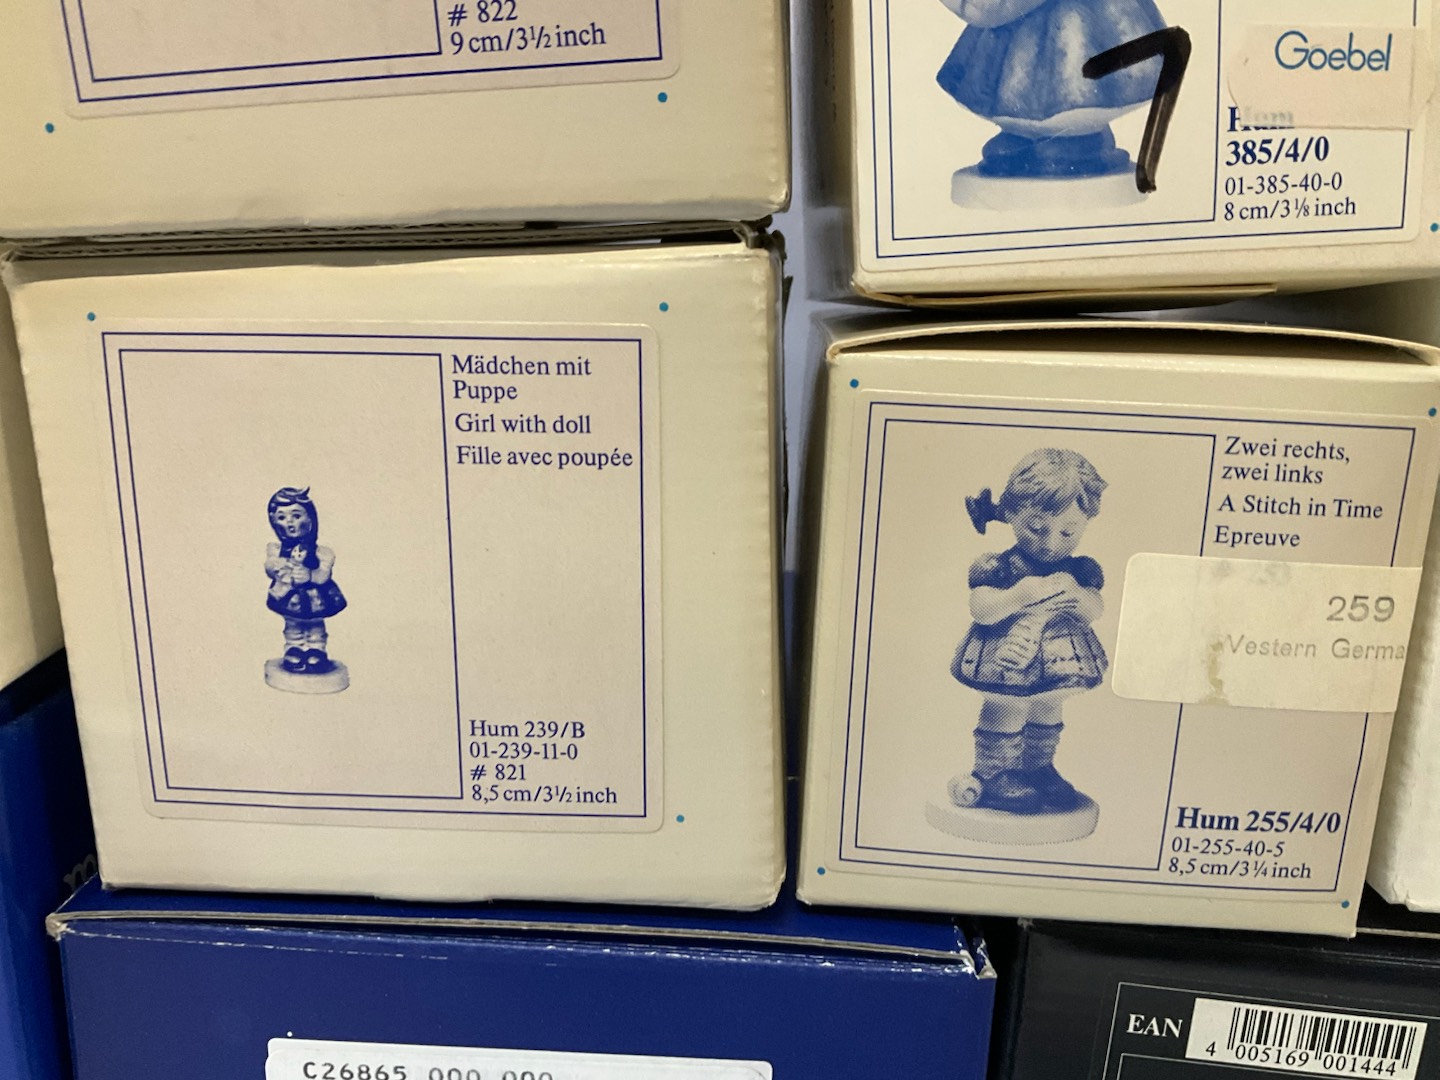 # 822
9 cm/3½ inch
7
Goebel
Hum
385/4/0
01-385-40-0
8 cm/3⅛ inch
Mädchen mit
Puppe
Girl with doll
Fille avec poupée
Hum 239/B
01-239-11-0
# 821
8,5 cm/3½ inch
Zwei rechts,
zwei links
A Stitch in Time
Epreuve
259
Western Germa
Hum 255/4/0
01-255-40-5
8,5 cm/3¼ inch
C26865 000 000
EAN
4 005169 001444